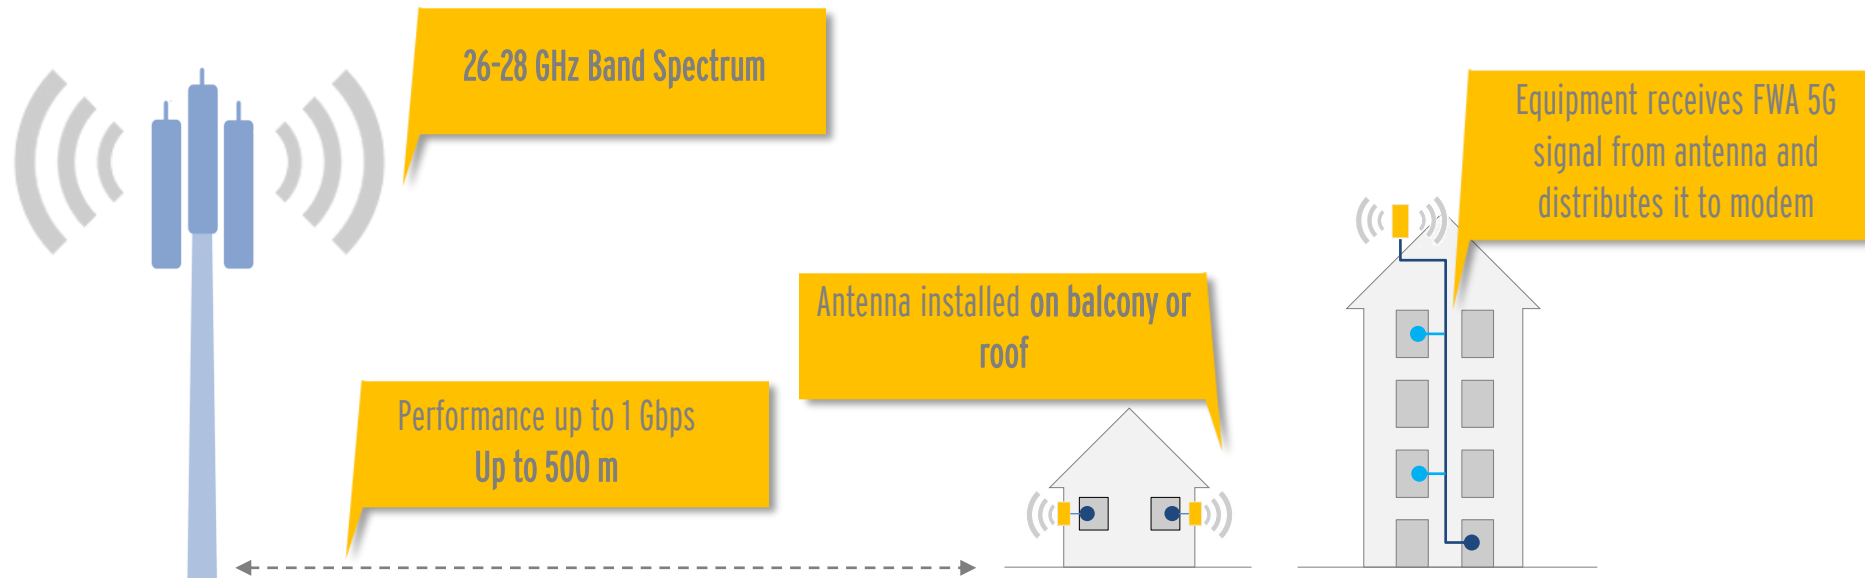 26-28 GHz Band Spectrum
Equipment receives FWA 5G
signal from antenna and
distributes it to modem
Antenna installed on balcony or
roof
Performance up to 1 Gbps
Up to 500 m